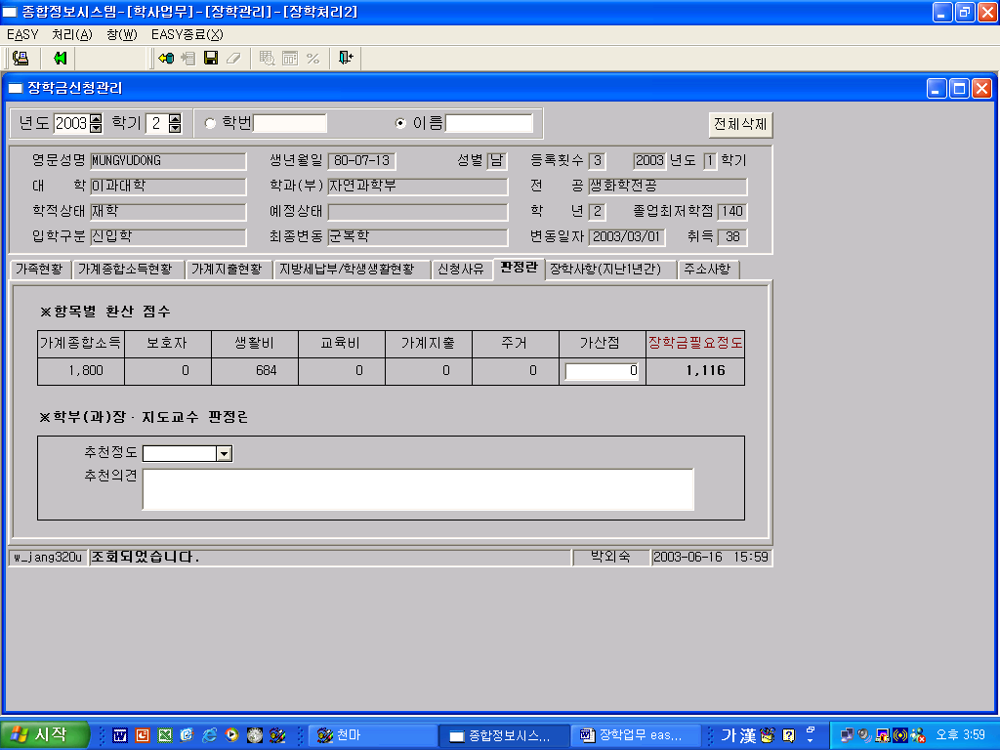 종합정보시스템-[학사업무]-[장학관리]-[장학처리2]
EASY 처리(A) 창(W) EASY종료(X)
장학금신청관리
년도 2003 학기 2 학번 이름 전체삭제
영문성명 MUNGYUDONG 생년월일 80-07-13 성별 남 등록횟수 3 2003 년도 1 학기
대 학 이과대학 학과(부) 자연과학부 전 공 생화학전공
학적상태 재학 예정상태 학 년 2 졸업최저학점 140
입학구분 신입학 최종변동 군복학 변동일자 2003/03/01 취득 38
가족현황 가계종합소득현황 가계지출현황 지방세납부/학생생활현황 신청사유 판정란 장학사항(지난1년간) 주소사항
※항목별 환산 점수
가계종합소득 보호자 생활비 교육비 가계지출 주거 가산점 장학금필요정도
1,800 0 684 0 0 0 0 1,116
※학부(과)장·지도교수 판정란
추천정도
추천의견
w_jang320u 조회되었습니다. 박외숙 2003-06-16 15:59
시작 천마 종합정보시스... 장학업무 eas... 가 漢 오후 3:59